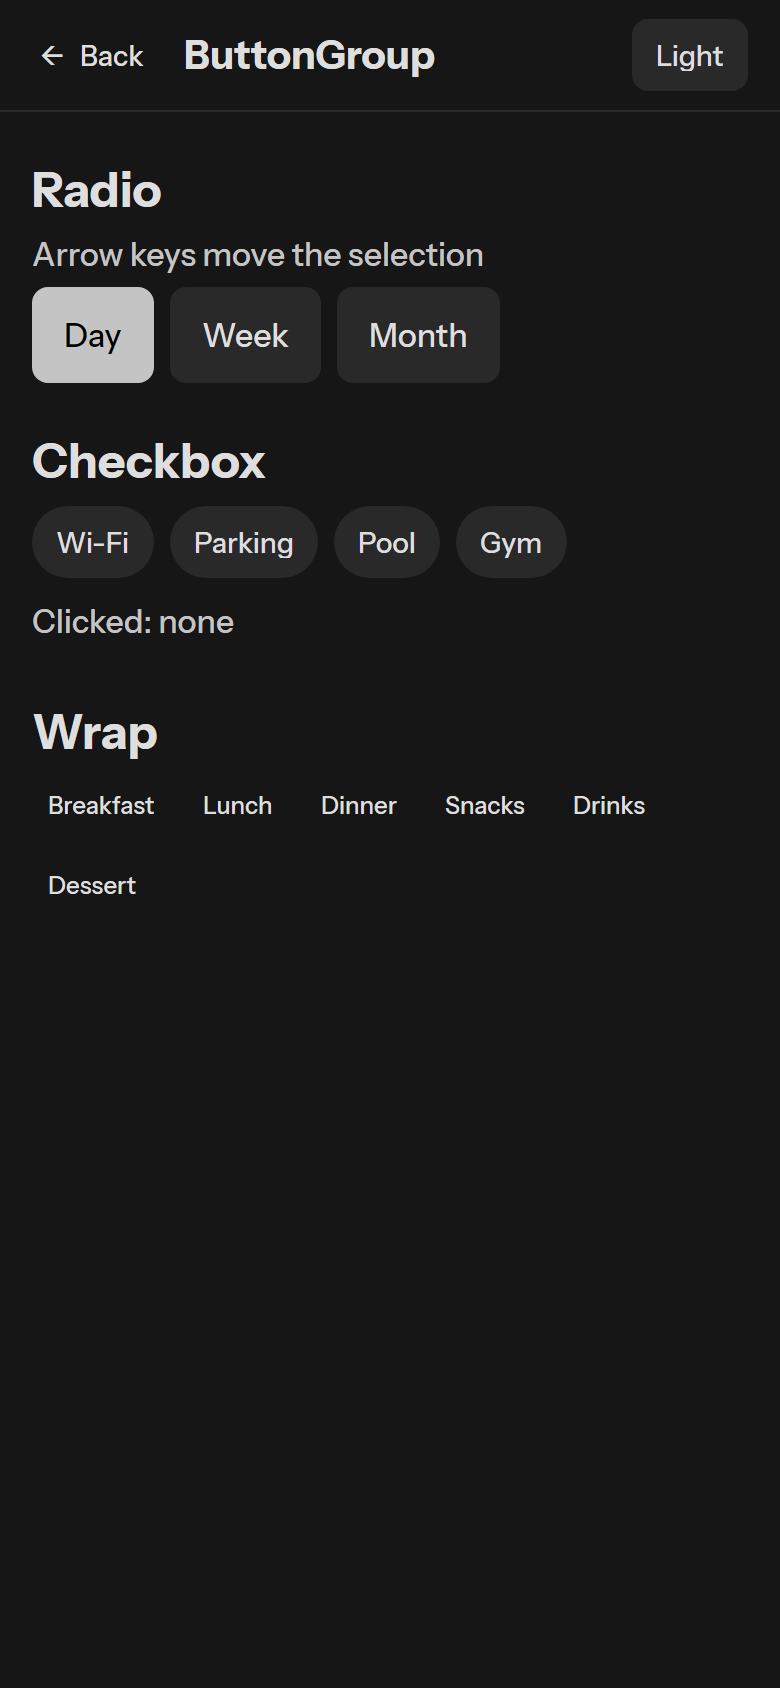 ← Back ButtonGroup Light
Radio
Arrow keys move the selection
Day Week Month
Checkbox
Wi-Fi Parking Pool Gym
Clicked: none
Wrap
Breakfast Lunch Dinner Snacks Drinks
Dessert